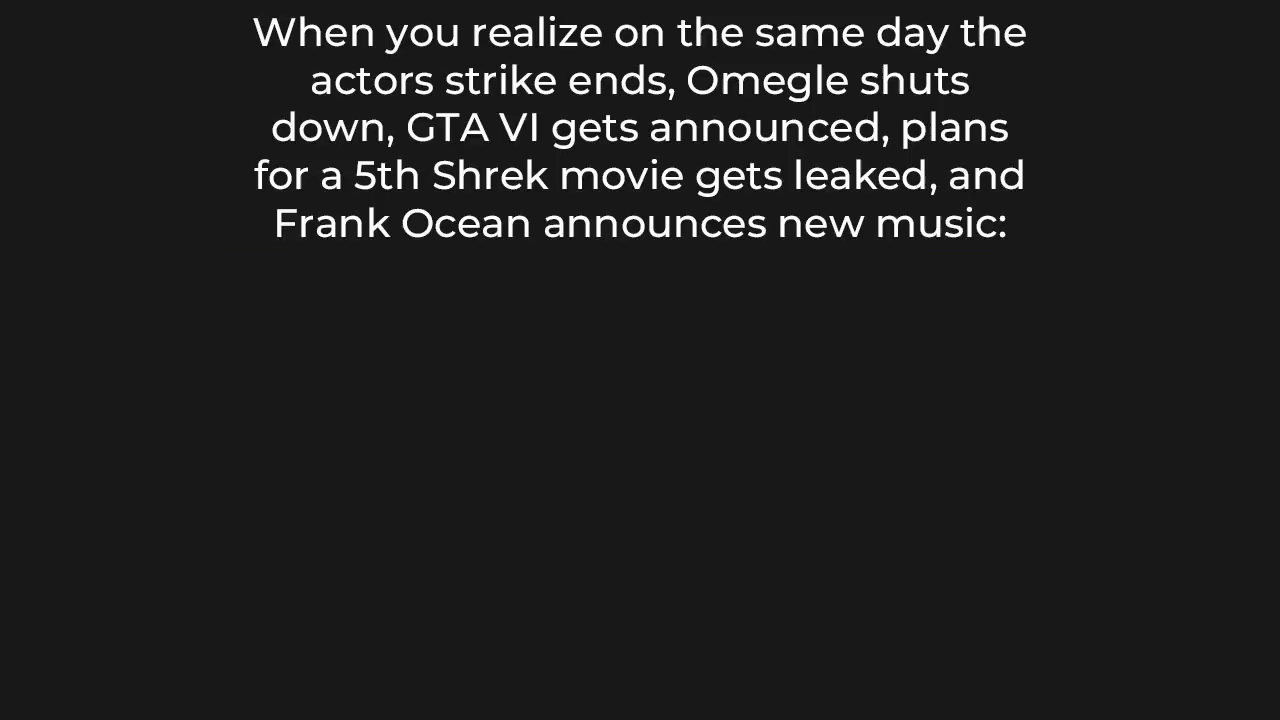 When you realize on the same day the
actors strike ends, Omegle shuts
down, GTA VI gets announced, plans
for a 5th Shrek movie gets leaked, and
Frank Ocean announces new music: